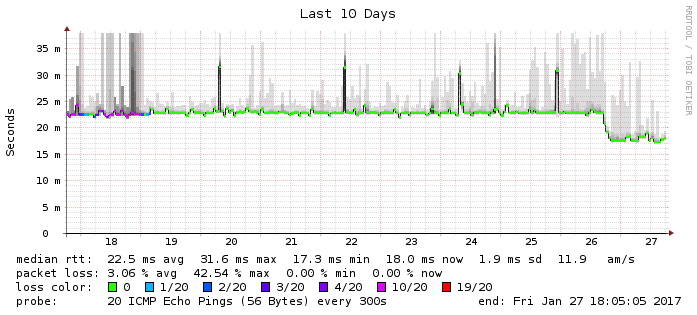 Last 10 Days
RRDTOOL / TOBI OETIKER
Seconds
35 m
30 m
25 m
20 m
15 m
10 m
5 m
0
18 19 20 21 22 23 24 25 26 27
median rtt: 22.5 ms avg 31.6 ms max 17.3 ms min 18.0 ms now 1.9 ms sd 11.9 am/s
packet loss: 3.06 % avg 42.54 % max 0.00 % min 0.00 % now
loss color: 0 1/20 2/20 3/20 4/20 10/20 19/20
probe: 20 ICMP Echo Pings (56 Bytes) every 300s end: Fri Jan 27 18:05:05 2017